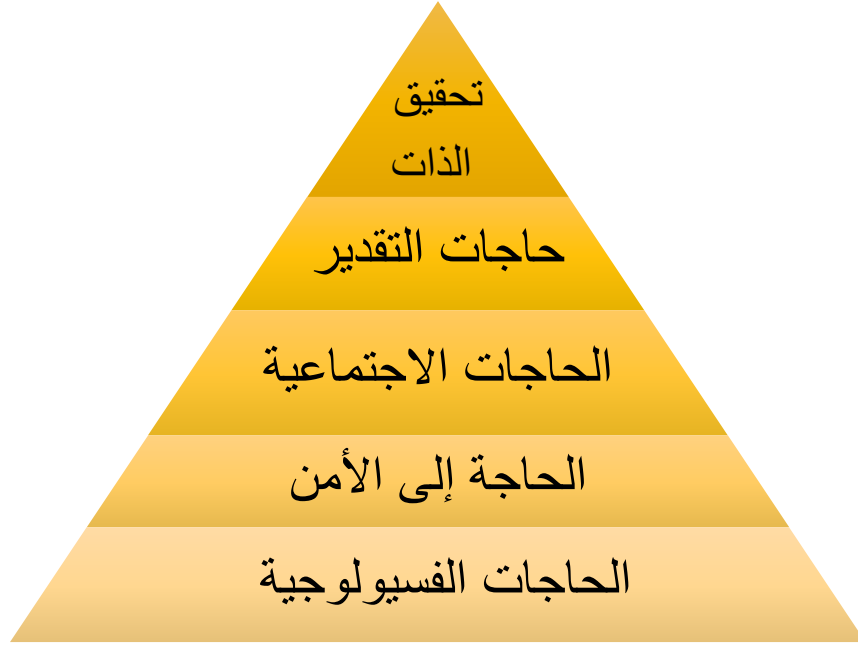 تحقيق
الذات
حاجات التقدير
الحاجات الاجتماعية
الحاجة إلى الأمن
الحاجات الفسيولوجية